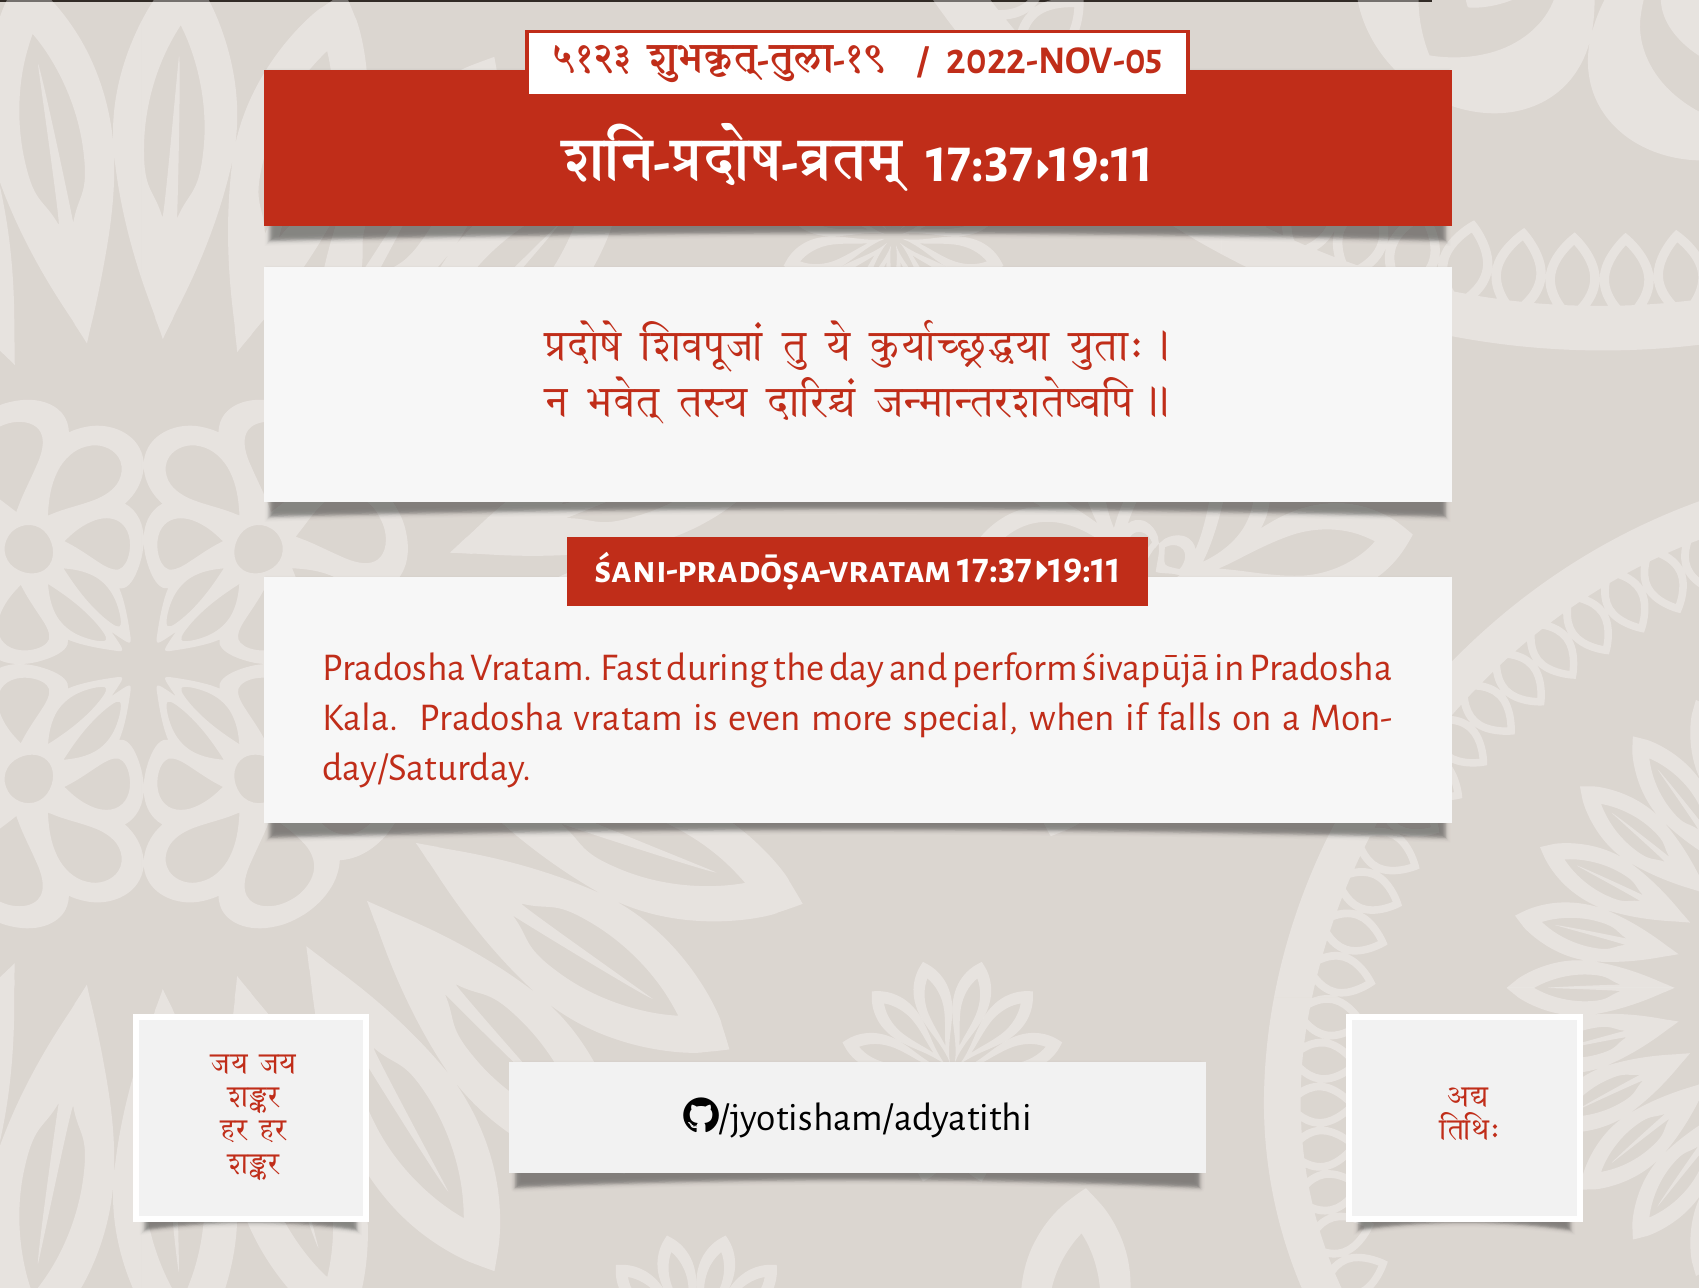 ५१२३ शुभकृत्-तुला-१९ / 2022-NOV-05
शनि-प्रदोष-व्रतम् 17:37▸19:11
प्रदोषे शिवपूजां तु ये कुर्याच्छ्रद्धया युताः ।
न भवेत् तस्य दारिद्र्यं जन्मान्तरशतेष्वपि ॥
ŚANI-PRADŌṢA-VRATAM 17:37▸19:11
Pradosha Vratam. Fast during the day and perform śivapūjā in Pradosha
Kala. Pradosha vratam is even more special, when if falls on a Mon-
day/Saturday.
जय जय
शङ्कर
हर हर
शङ्कर
/jyotisham/adyatithi
अद्य
तिथिः